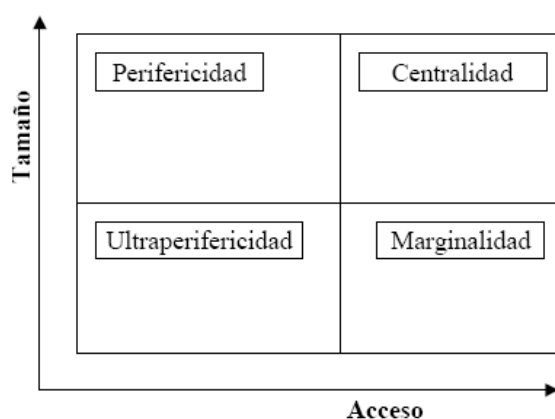 Tamaño
Perifericidad
Centralidad
Ultraperifericidad
Marginalidad
Acceso